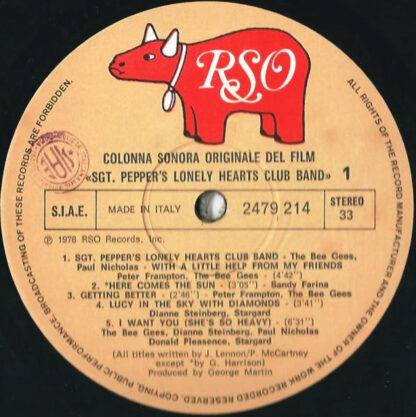 RSO
COLONNA SONORA ORIGINALE DEL FILM
«SGT. PEPPER'S LONELY HEARTS CLUB BAND» 1
S.I.A.E.
MADE IN ITALY
2479 214
STEREO
33
℗ 1978 RSO Records, Inc.
1. SGT. PEPPER'S LONELY HEARTS CLUB BAND - The Bee Gees,
Paul Nicholas - WITH A LITTLE HELP FROM MY FRIENDS
Peter Frampton, The Bee Gees (4'42")
2. "HERE COMES THE SUN - (3'05") - Sandy Farina
3. GETTING BETTER - (2'46") - Peter Frampton, The Bee Gees
4. LUCY IN THE SKY WITH DIAMONDS - (3'41") -
Dianne Steinberg, Stargard
5. I WANT YOU (SHE'S SO HEAVY) - (6'31")
The Bee Gees, Dianne Steinberg, Paul Nicholas
Donald Pleasence, Stargard
(All titles written by J. Lennon/P. McCartney
except *by G. Harrison)
Produced by George Martin
ALL RIGHTS OF THE RECORD MANUFACTURER AND THE OWNER OF THE WORK RECORDED RESERVED. COPYING, PUBLIC PERFORMANCE BROADCASTING OF THESE RECORDS ARE FORBIDDEN.